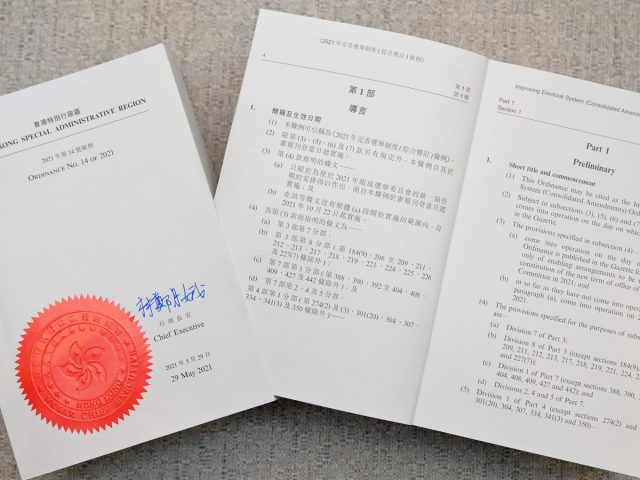 香港特別行政區
KONG SPECIAL ADMINISTRATIVE REGION
2021 年第 14 號條例
ORDINANCE NO. 14 OF 2021
行政長官
Chief Executive
2021 年 5 月 29 日
29 May 2021
《2021 年完善選舉制度 (綜合修訂) 條例》
4
第 1 部
第 1 條
第 1 部
導言
1. 簡稱及生效日期
(1) 本條例可引稱為《2021 年完善選舉制度 (綜合修訂) 條例》。
(2) 除第 (3)、(5)、(6) 及 (7) 款另有規定外，本條例自其於
憲報刊登當日起實施。
(3) 第 (4) 款指明的條文為——
(a) 只限於為使於 2021 年組成選舉委員會的新一屆任
期的安排得以作出，而自本條例於憲報刊登當日起
實施；及
(b) 在該等條文沒有根據 (a) 段開始實施的範圍內，自
2021 年 10 月 22 日起實施。
(4) 為第 (3) 款而指明的條文為——
(a) 第 3 部第 7 分部；
(b) 第 3 部第 8 分部 (第 184(9)、206 至 209、211、
212、213、217、218、219、221、224、225、226
及 227(7) 條除外)；
(c) 第 7 部第 1 分部 (第 388、390、392 至 404、408、
409、427 及 442 條除外)；及
(d) 第 7 部第 2、4 及 5 分部。
第 4 部第 1 分部 (第 274(2) 及 (3)、301(20)、304、307、
334、341(3) 及 350 條除外)——
Improving Electoral System (Consolidated Amend
Part 1
Section 1
Part 1
Preliminary
1. Short title and commencement
(1) This Ordinance may be cited as the
System (Consolidated Amendments)
(2) Subject to subsections (3), (5), (6) and (7)
comes into operation on the day on which
in the Gazette.
(3) The provisions specified in subsection (4)—
(a) come into operation on the day
Ordinance is published in the Gazette
only of enabling arrangements to be
of the new term of office of
Committee in 2021; and
(b) in so far as they have not come into
paragraph (a), come into operation on
2021.
(4) The provisions specified for the purposes of subsec
are—
(a) Division 7 of Part 3;
(b) Division 8 of Part 3 (except sections 184(9)
209, 211, 212, 213, 217, 218, 219, 221, 224,
and 227(7));
(c) Division 1 of Part 7 (except sections 388, 390,
404, 408, 409, 427 and 442); and
(d) Divisions 2, 4 and 5 of Part 7.
(5) Division 1 of Part 4 (except sections 274(2) and
301(20), 304, 307, 334, 341(3) and 350)—